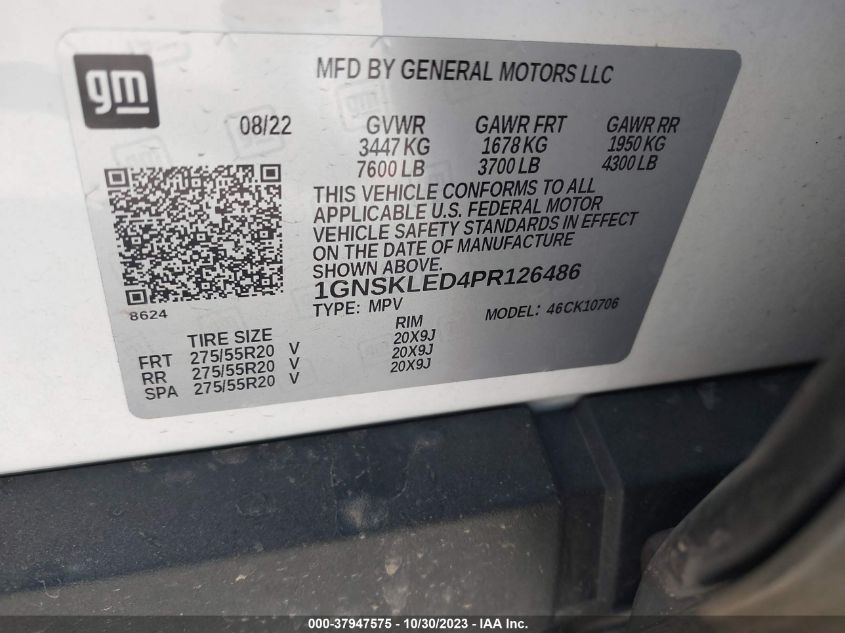 gm
MFD BY GENERAL MOTORS LLC
08/22 GVWR GAWR FRT GAWR RR
3447 KG 1678 KG 1950 KG
7600 LB 3700 LB 4300 LB
THIS VEHICLE CONFORMS TO ALL
APPLICABLE U.S. FEDERAL MOTOR
VEHICLE SAFETY STANDARDS IN EFFECT
ON THE DATE OF MANUFACTURE
SHOWN ABOVE.
1GNSKLED4PR126486
8624
TYPE: MPV MODEL: 46CK10706
TIRE SIZE RIM
FRT 275/55R20 V 20X9J
RR 275/55R20 V 20X9J
SPA 275/55R20 V 20X9J
000-37947575 - 10/30/2023 - IAA Inc.